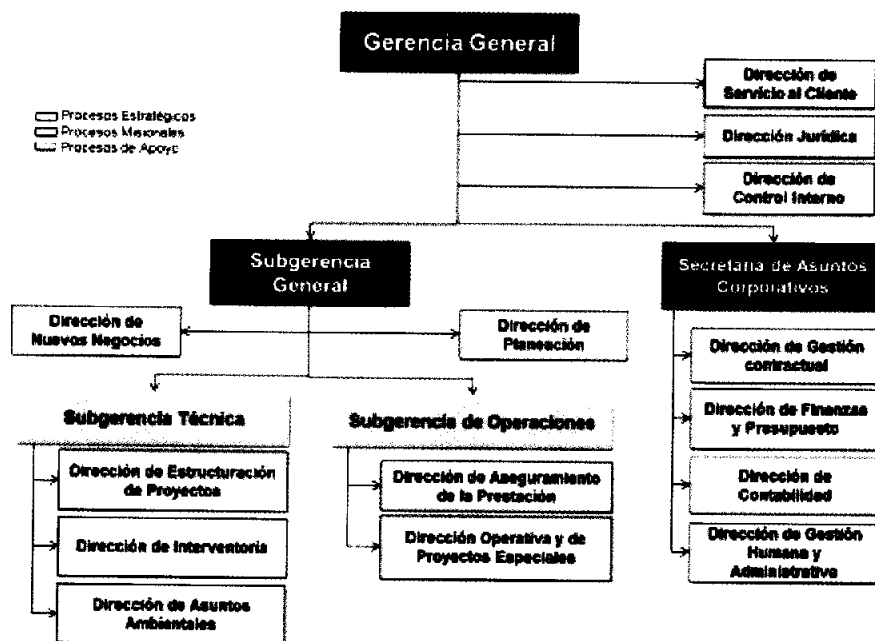 Gerencia General
Dirección de
Servicio al Cliente
Procesos Estratégicos
Procesos Misionales
Procesos de Apoyo
Dirección Jurídica
Dirección de
Control Interno
Subgerencia
General
Secretaria de Asuntos
Corporativos
Dirección de
Nuevos Negocios
Dirección de
Planeación
Dirección de Gestión
contractual
Subgerencia Técnica
Subgerencia de Operaciones
Dirección de Finanzas
y Presupuesto
Dirección de Estructuración
de Proyectos
Dirección de Aseguramiento
de la Prestación
Dirección de
Contabilidad
Dirección de Interventoria
Dirección Operativa y de
Proyectos Especiales
Dirección de Gestión
Humana y
Administrativa
Dirección de Asuntos
Ambientales